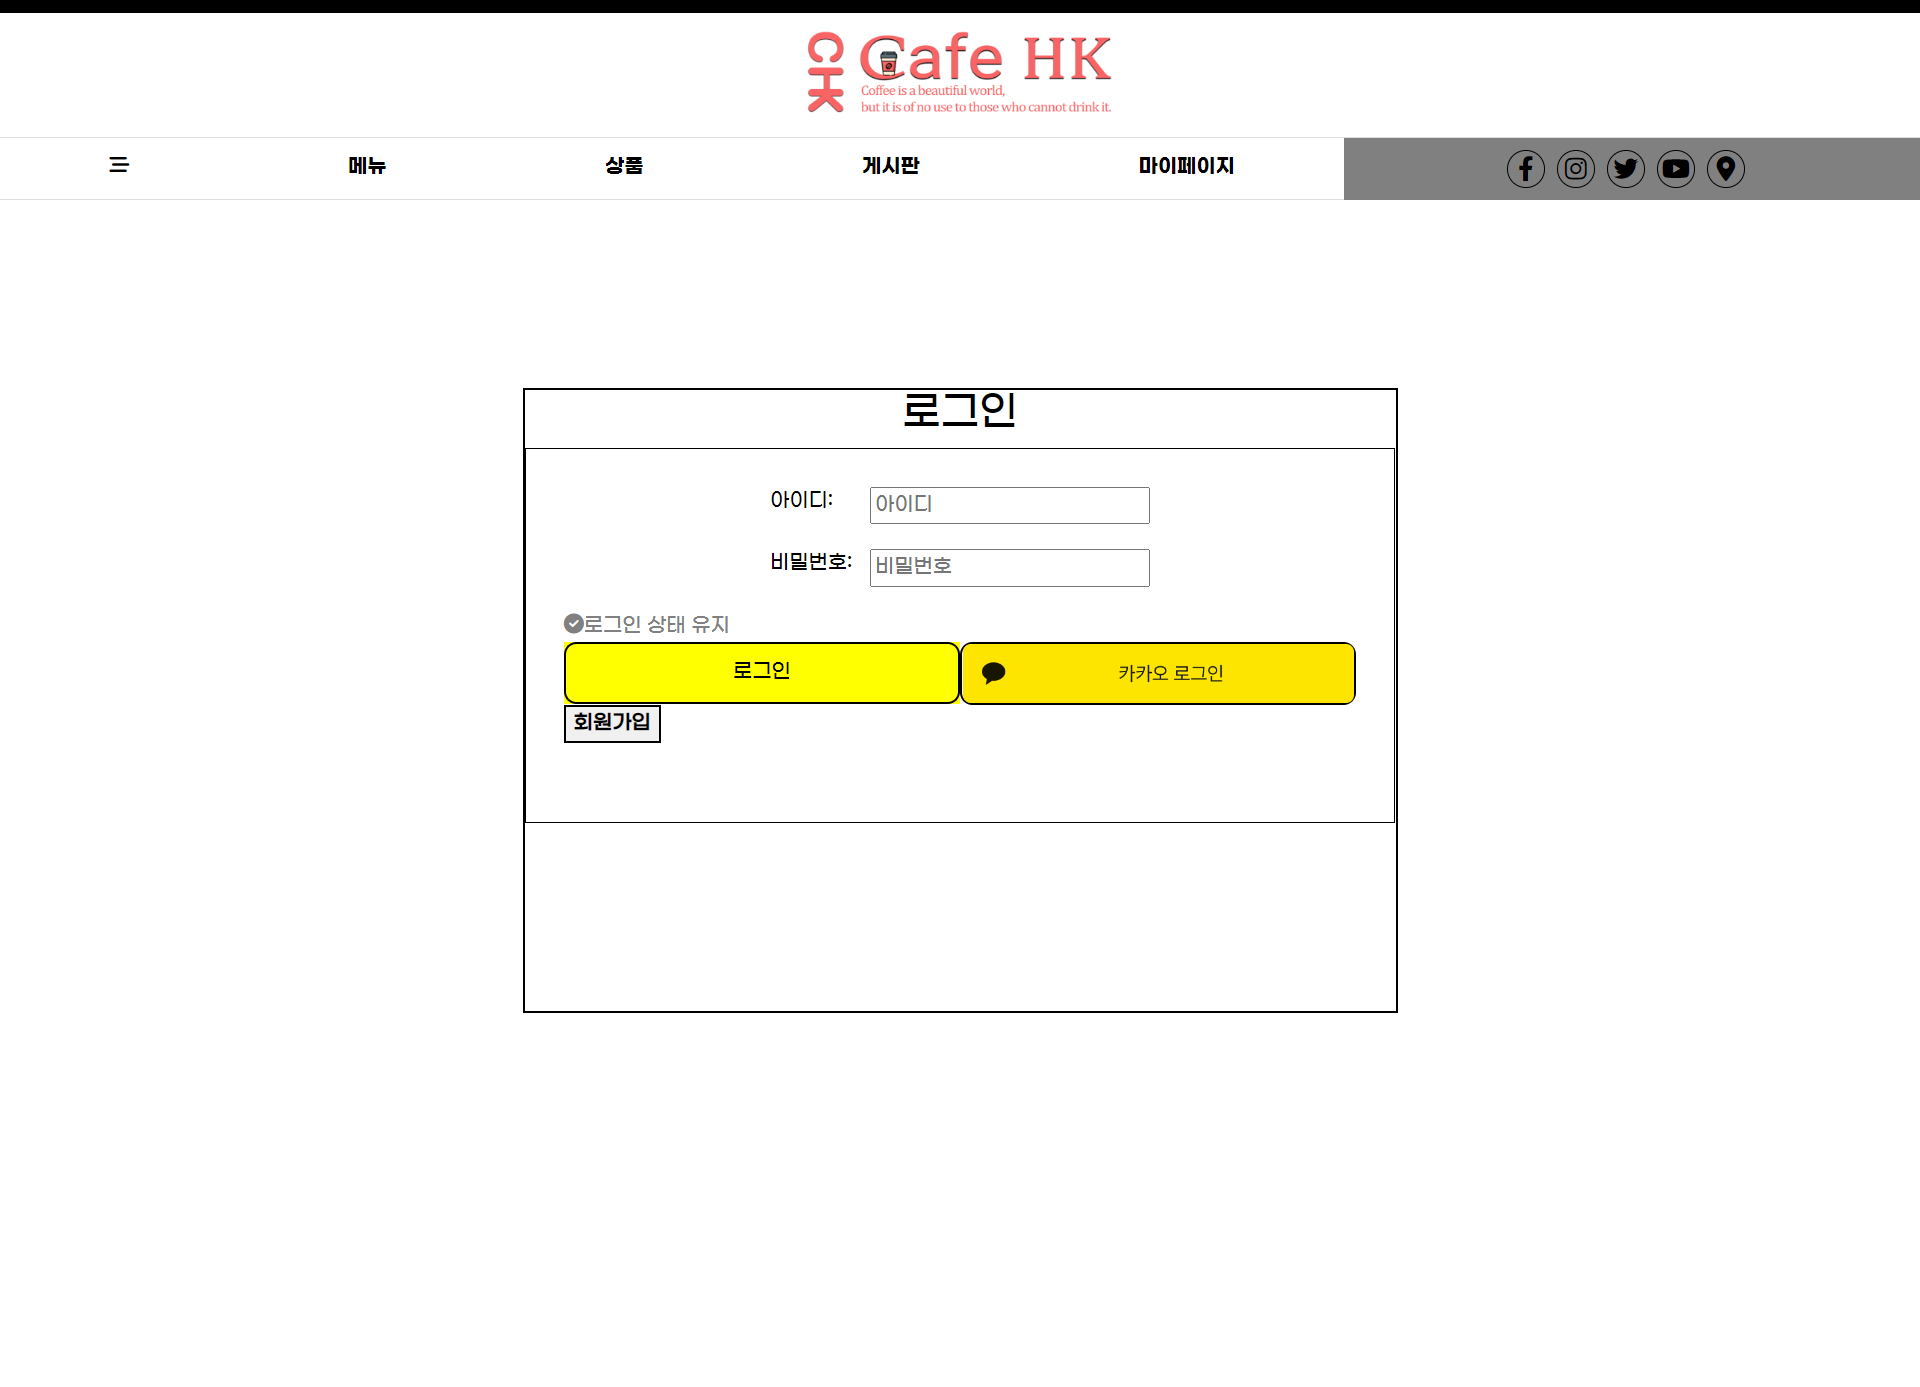 Cafe HK
Coffee is a beautiful world,
but it is of no use to those who cannot drink it.
메뉴 상품 게시판 마이페이지
로그인
아이디: 아이디
비밀번호: 비밀번호
로그인 상태 유지
로그인 카카오 로그인
회원가입